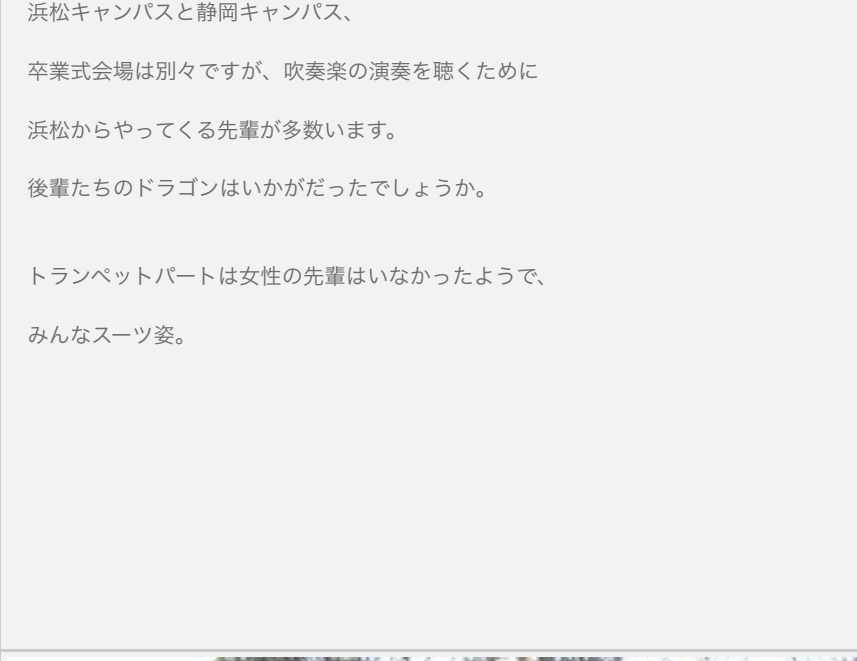 浜松キャンパスと静岡キャンパス、
卒業式会場は別々ですが、吹奏楽の演奏を聴くために
浜松からやってくる先輩が多数います。
後輩たちのドラゴンはいかがだったでしょうか。
トランペットパートは女性の先輩はいなかったようで、
みんなスーツ姿。